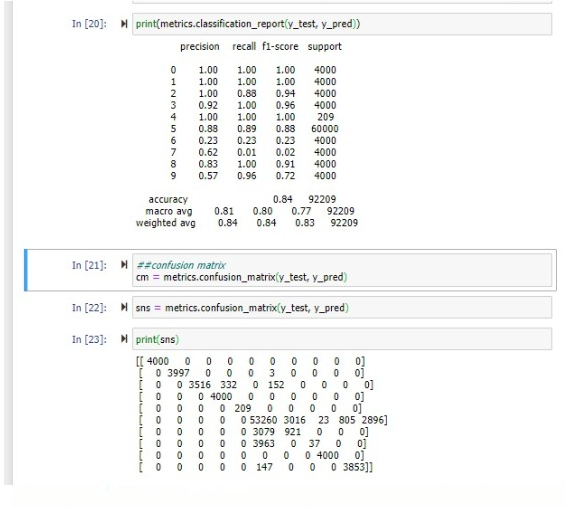 In [20]: print(metrics.classification_report(y_test, y_pred))
precision recall f1-score support
0 1.00 1.00 1.00 4000
1 1.00 1.00 1.00 4000
2 1.00 0.88 0.94 4000
3 0.92 1.00 0.96 4000
4 1.00 1.00 1.00 209
5 0.88 0.89 0.88 60000
6 0.23 0.23 0.23 4000
7 0.62 0.01 0.02 4000
8 0.83 1.00 0.91 4000
9 0.57 0.96 0.72 4000
accuracy 0.84 92209
macro avg 0.81 0.80 0.77 92209
weighted avg 0.84 0.84 0.83 92209
In [21]: ##confusion matrix
cm = metrics.confusion_matrix(y_test, y_pred)
In [22]: sns = metrics.confusion_matrix(y_test, y_pred)
In [23]: print(sns)
[[ 4000 0 0 0 0 0 0 0 0 0]
[ 0 3997 0 0 0 3 0 0 0 0]
[ 0 0 3516 332 0 152 0 0 0 0]
[ 0 0 0 4000 0 0 0 0 0 0]
[ 0 0 0 0 209 0 0 0 0 0]
[ 0 0 0 0 0 53260 3016 23 805 2896]
[ 0 0 0 0 0 3079 921 0 0 0]
[ 0 0 0 0 0 3963 0 37 0 0]
[ 0 0 0 0 0 0 0 0 4000 0]
[ 0 0 0 0 0 147 0 0 0 3853]]